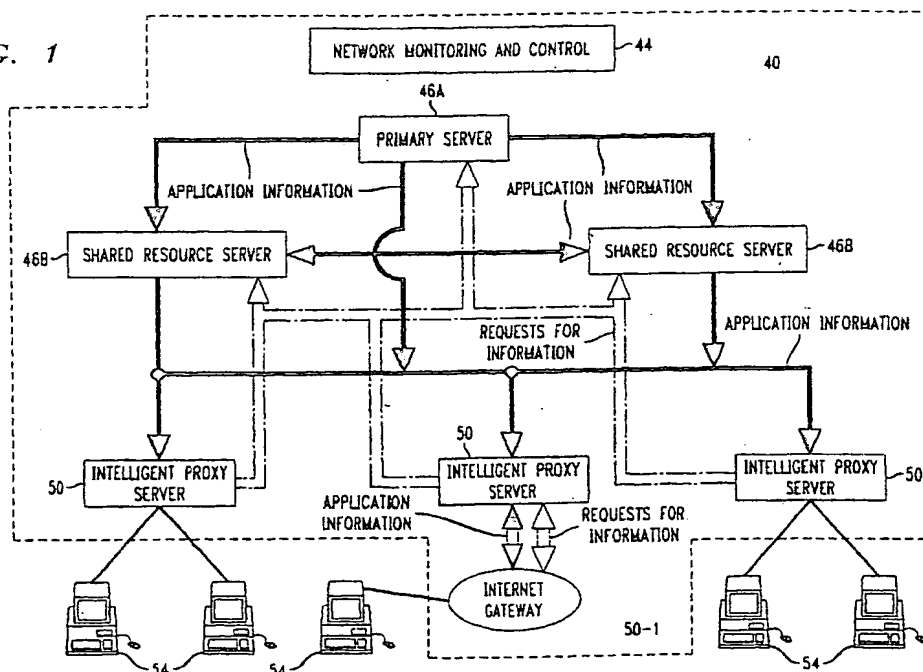 G. 1
NETWORK MONITORING AND CONTROL
44
40
46A
PRIMARY SERVER
APPLICATION INFORMATION
APPLICATION INFORMATION
46B
SHARED RESOURCE SERVER
SHARED RESOURCE SERVER
46B
REQUESTS FOR
INFORMATION
APPLICATION INFORMATION
50
INTELLIGENT PROXY
SERVER
50
INTELLIGENT PROXY
SERVER
INTELLIGENT PROXY
SERVER
50
APPLICATION
INFORMATION
REQUESTS FOR
INFORMATION
INTERNET
GATEWAY
50-1
54
54
54